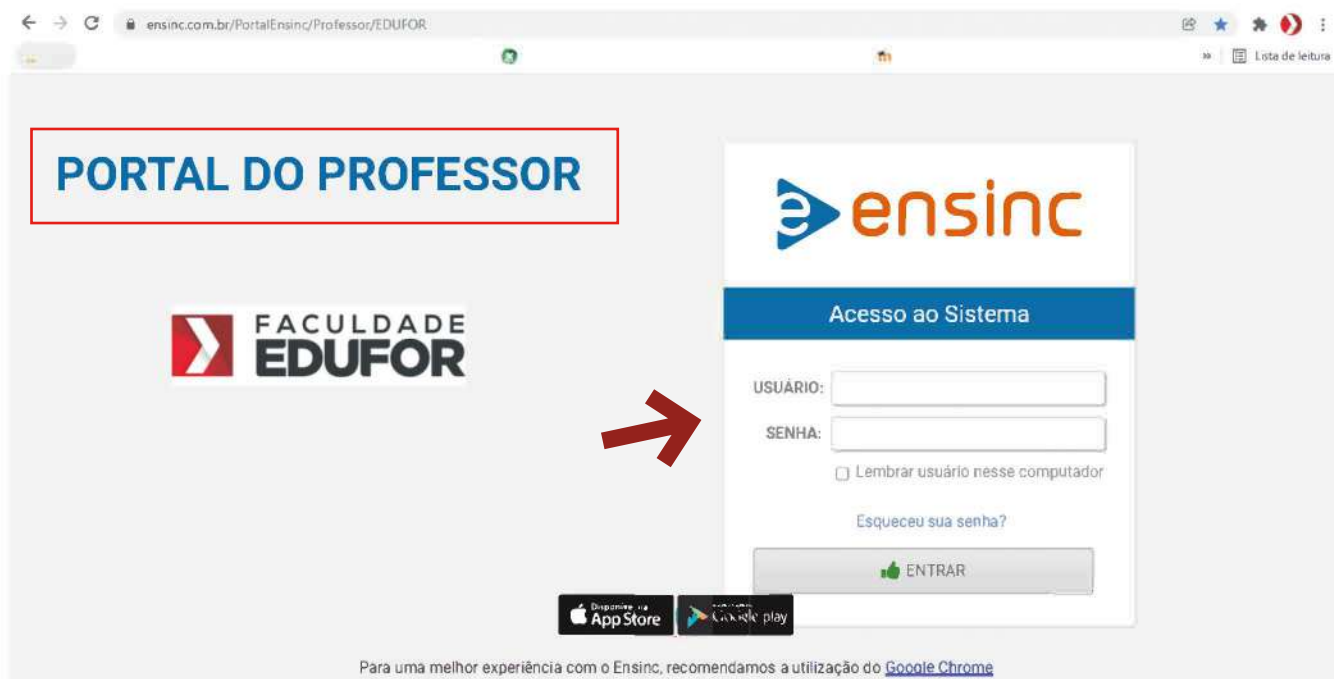 ensinc.com.br/PortalEnsinc/Professor/EDUFOR
Lista de leitura
PORTAL DO PROFESSOR
ensinc
FACULDADE
EDUFOR
Acesso ao Sistema
USUÁRIO:
SENHA:
Lembrar usuário nesse computador
Esqueceu sua senha?
ENTRAR
App Store
Google play
Para uma melhor experiência com o Ensinc, recomendamos a utilização do Google Chrome